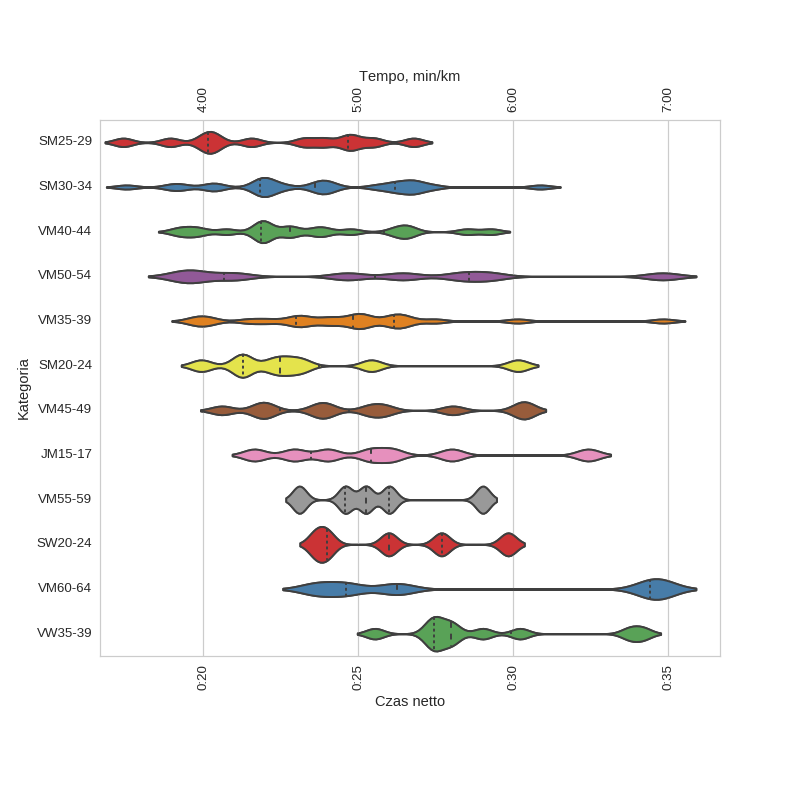 Tempo, min/km
4:00 5:00 6:00 7:00
Kategoria
SM25-29
SM30-34
VM40-44
VM50-54
VM35-39
SM20-24
VM45-49
JM15-17
VM55-59
SW20-24
VM60-64
VW35-39
0:20 0:25 0:30 0:35
Czas netto